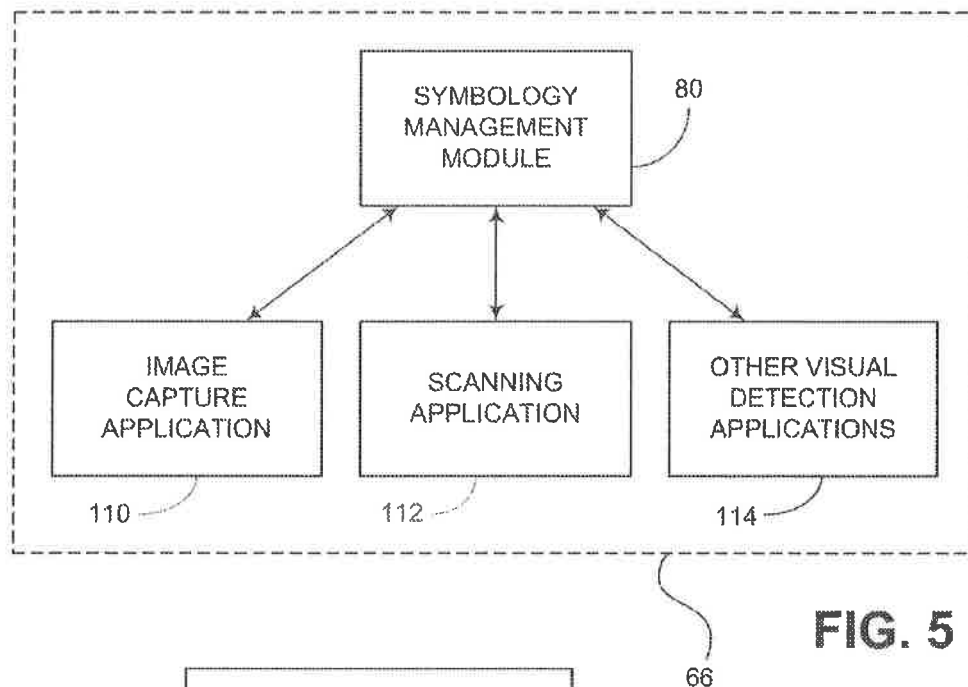 SYMBOLOGY
MANAGEMENT
MODULE
80
IMAGE
CAPTURE
APPLICATION
SCANNING
APPLICATION
OTHER VISUAL
DETECTION
APPLICATIONS
110
112
114
FIG. 5
66